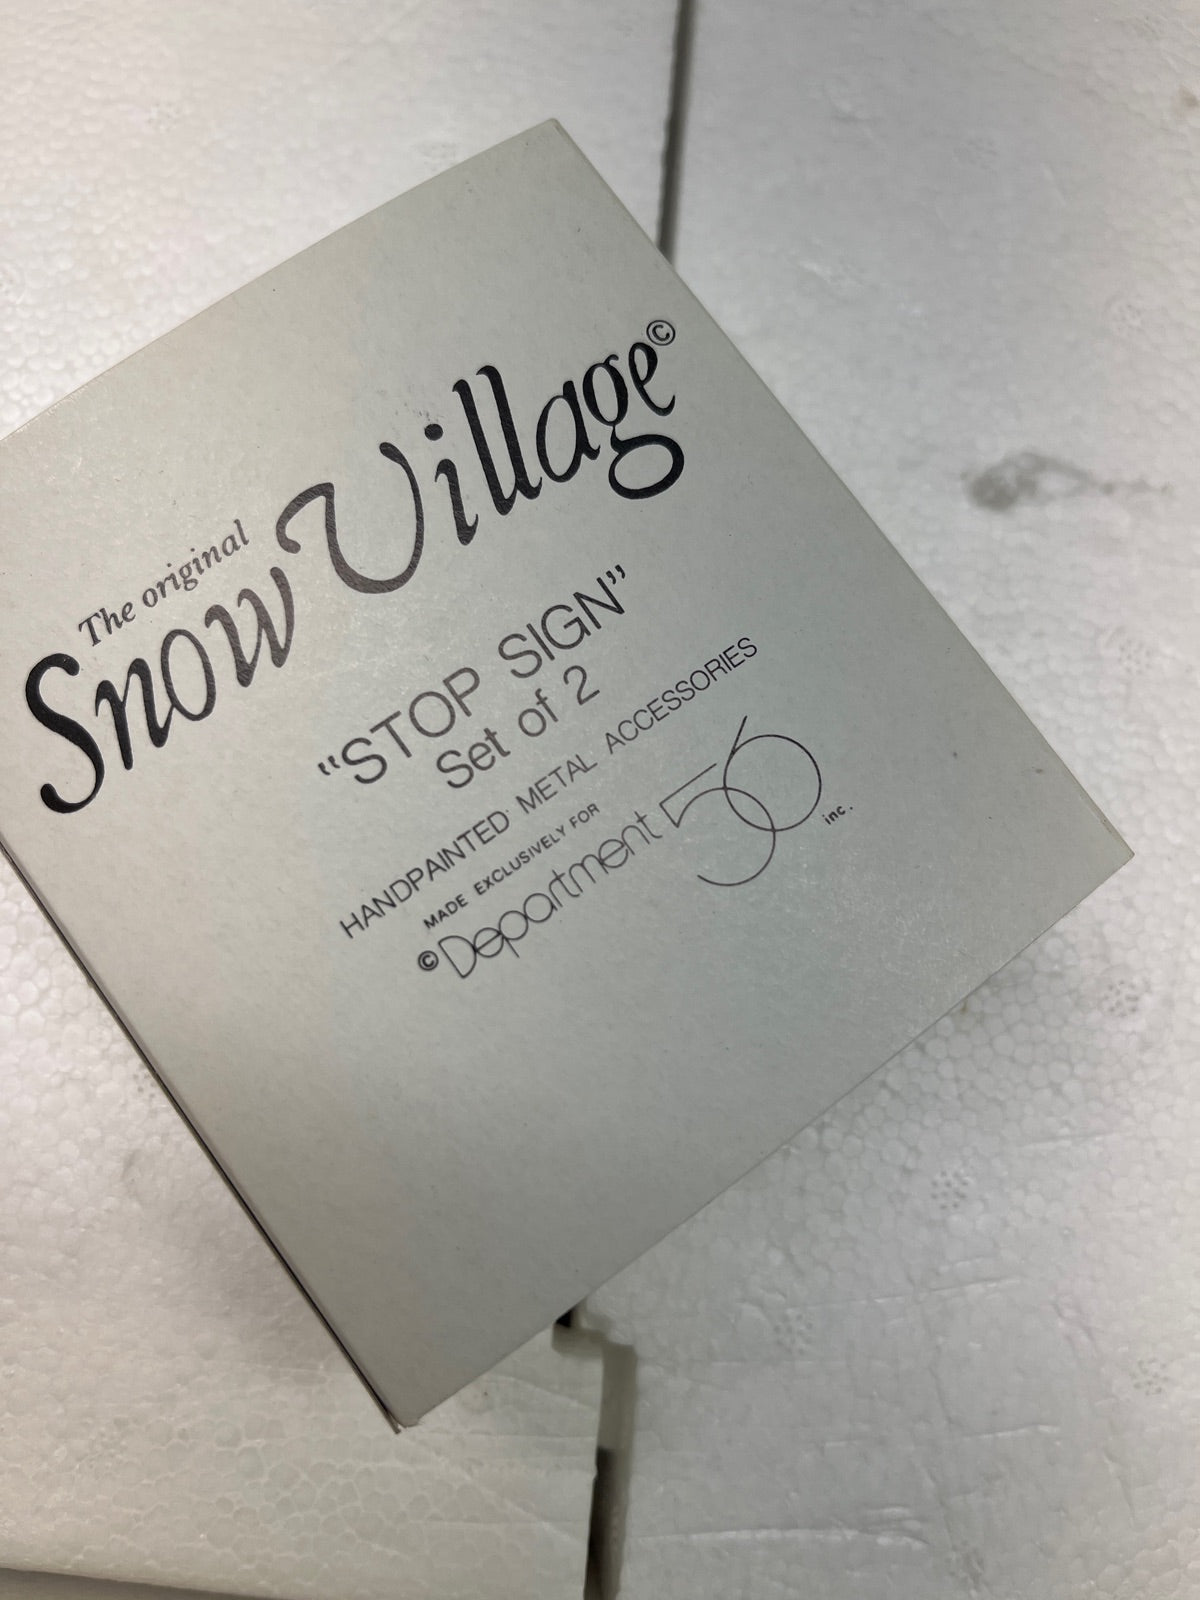 The original
Snow Village©
"STOP SIGN"
Set of 2
HANDPAINTED METAL ACCESSORIES
MADE EXCLUSIVELY FOR
©Department 56 inc.